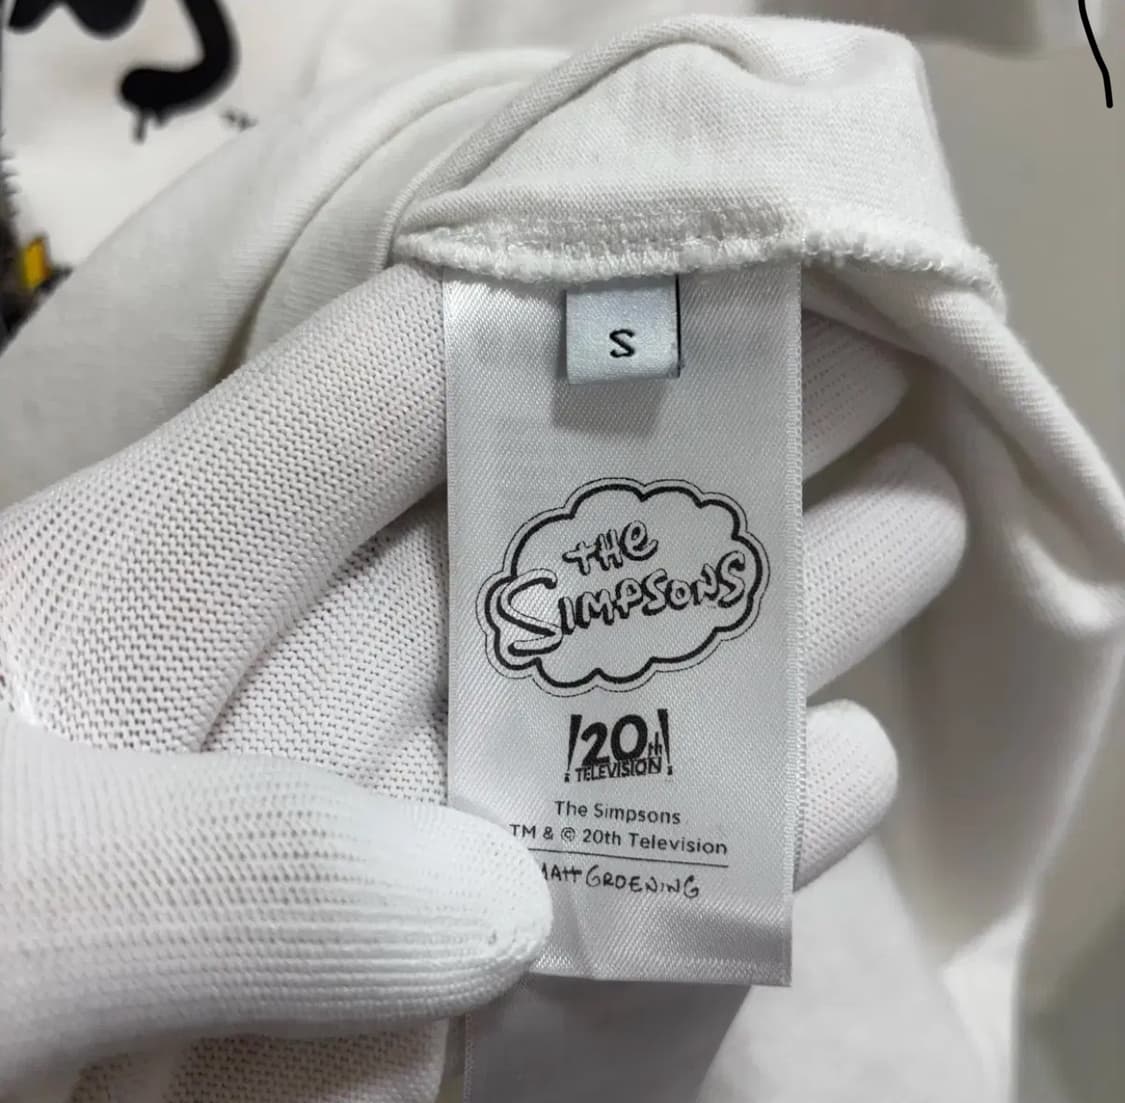 S
THE
SIMPSONS
20th
TELEVISION
The Simpsons
TM & © 20th Television
MATT GROENING